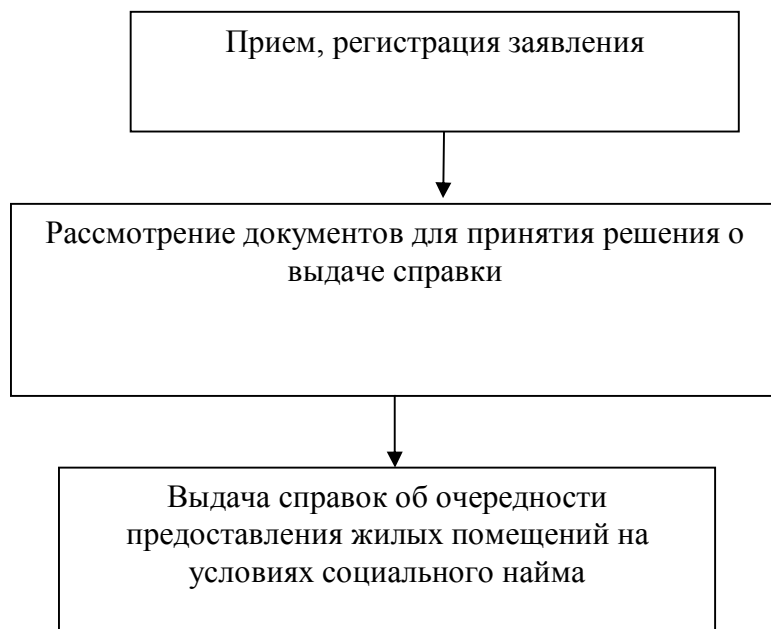 Прием, регистрация заявления
Рассмотрение документов для принятия решения о
выдаче справки
Выдача справок об очередности
предоставления жилых помещений на
условиях социального найма